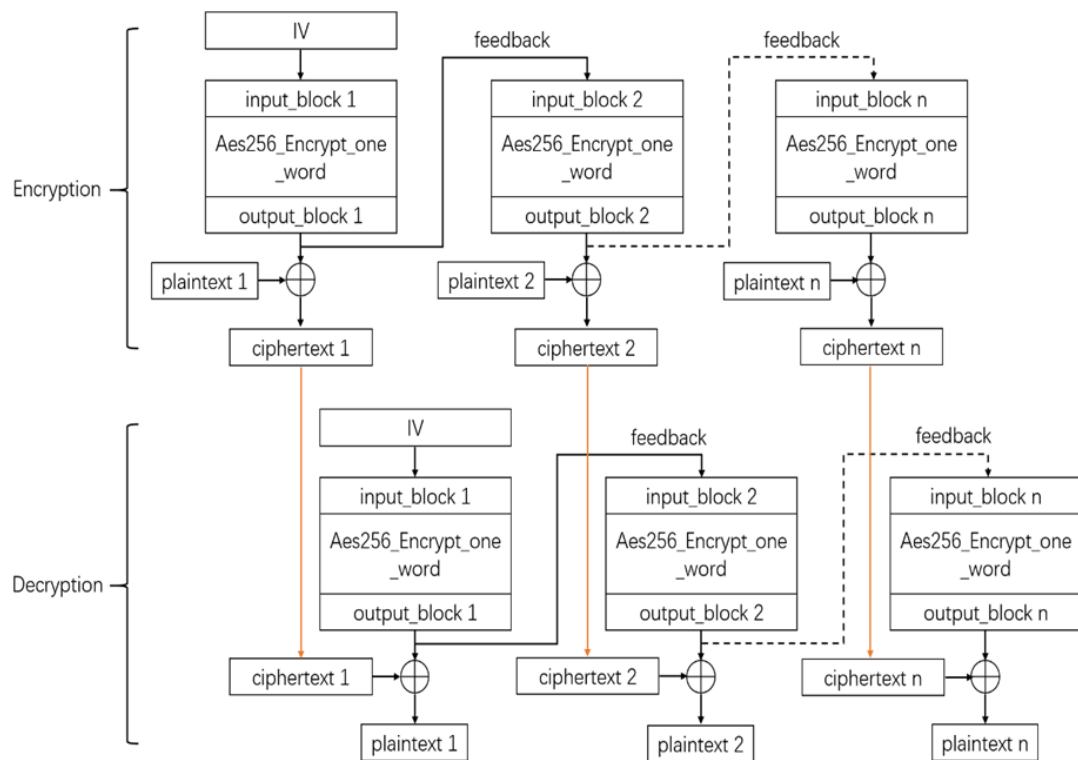 IV
feedback
feedback
input_block 1
input_block 2
input_block n
Aes256_Encrypt_one
_word
Aes256_Encrypt_one
_word
Aes256_Encrypt_one
_word
Encryption
output_block 1
output_block 2
output_block n
plaintext 1
plaintext 2
plaintext n
ciphertext 1
ciphertext 2
ciphertext n
IV
feedback
feedback
input_block 1
input_block 2
input_block n
Aes256_Encrypt_one
_word
Aes256_Encrypt_one
_word
Aes256_Encrypt_one
_word
Decryption
output_block 1
output_block 2
output_block n
ciphertext 1
ciphertext 2
ciphertext n
plaintext 1
plaintext 2
plaintext n